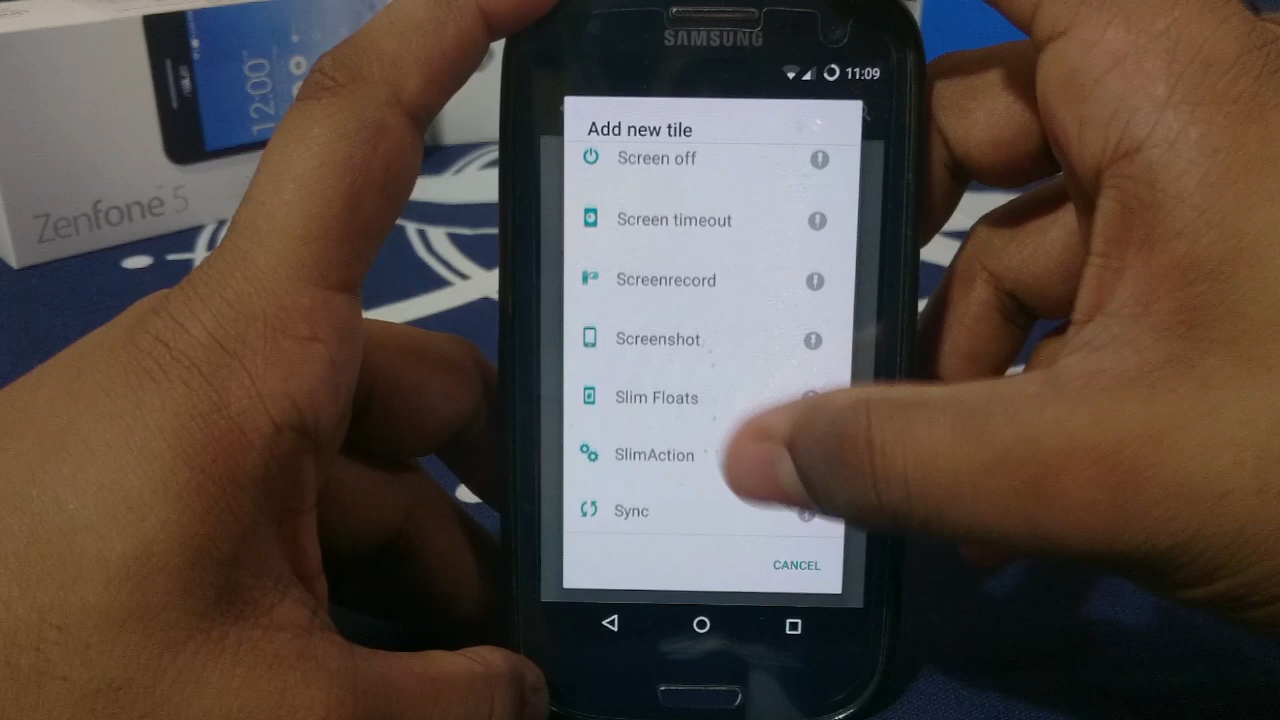 SAMSUNG
11:09
Add new tile
Screen off
Screen timeout
Screenrecord
Screenshot
Slim Floats
SlimAction
Sync
CANCEL
12:00
ASUS
Zenfone 5